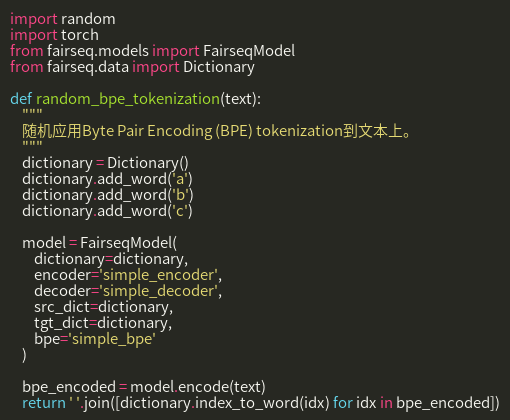 import random
import torch
from fairseq.models import FairseqModel
from fairseq.data import Dictionary

def random_bpe_tokenization(text):
    """
    随机应用Byte Pair Encoding (BPE) tokenization到文本上。
    """
    dictionary = Dictionary()
    dictionary.add_word('a')
    dictionary.add_word('b')
    dictionary.add_word('c')

    model = FairseqModel(
        dictionary=dictionary,
        encoder='simple_encoder',
        decoder='simple_decoder',
        src_dict=dictionary,
        tgt_dict=dictionary,
        bpe='simple_bpe'
    )

    bpe_encoded = model.encode(text)
    return ' '.join([dictionary.index_to_word(idx) for idx in bpe_encoded])